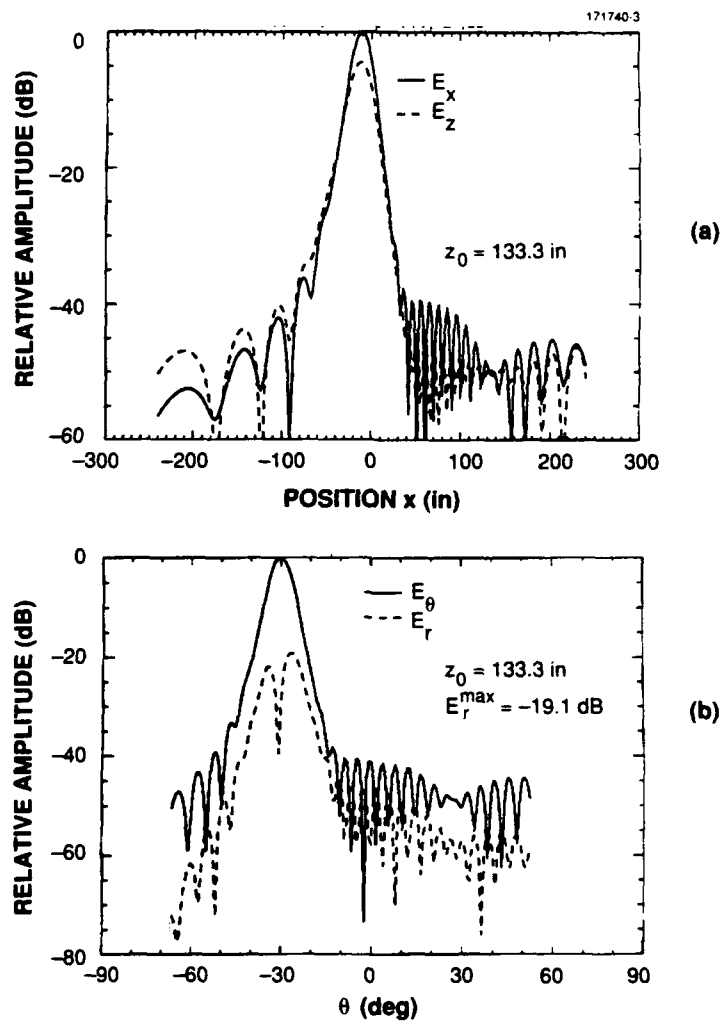 171740-3
0
−20
−40
−60
RELATIVE AMPLITUDE (dB)
E_x
E_z
z_0 = 133.3 in
(a)
−300 −200 −100 0 100 200 300
POSITION x (in)
0
−20
−40
−60
−80
RELATIVE AMPLITUDE (dB)
E_θ
E_r
z_0 = 133.3 in
E_r^max = −19.1 dB
(b)
−90 −60 −30 0 30 60 90
θ (deg)